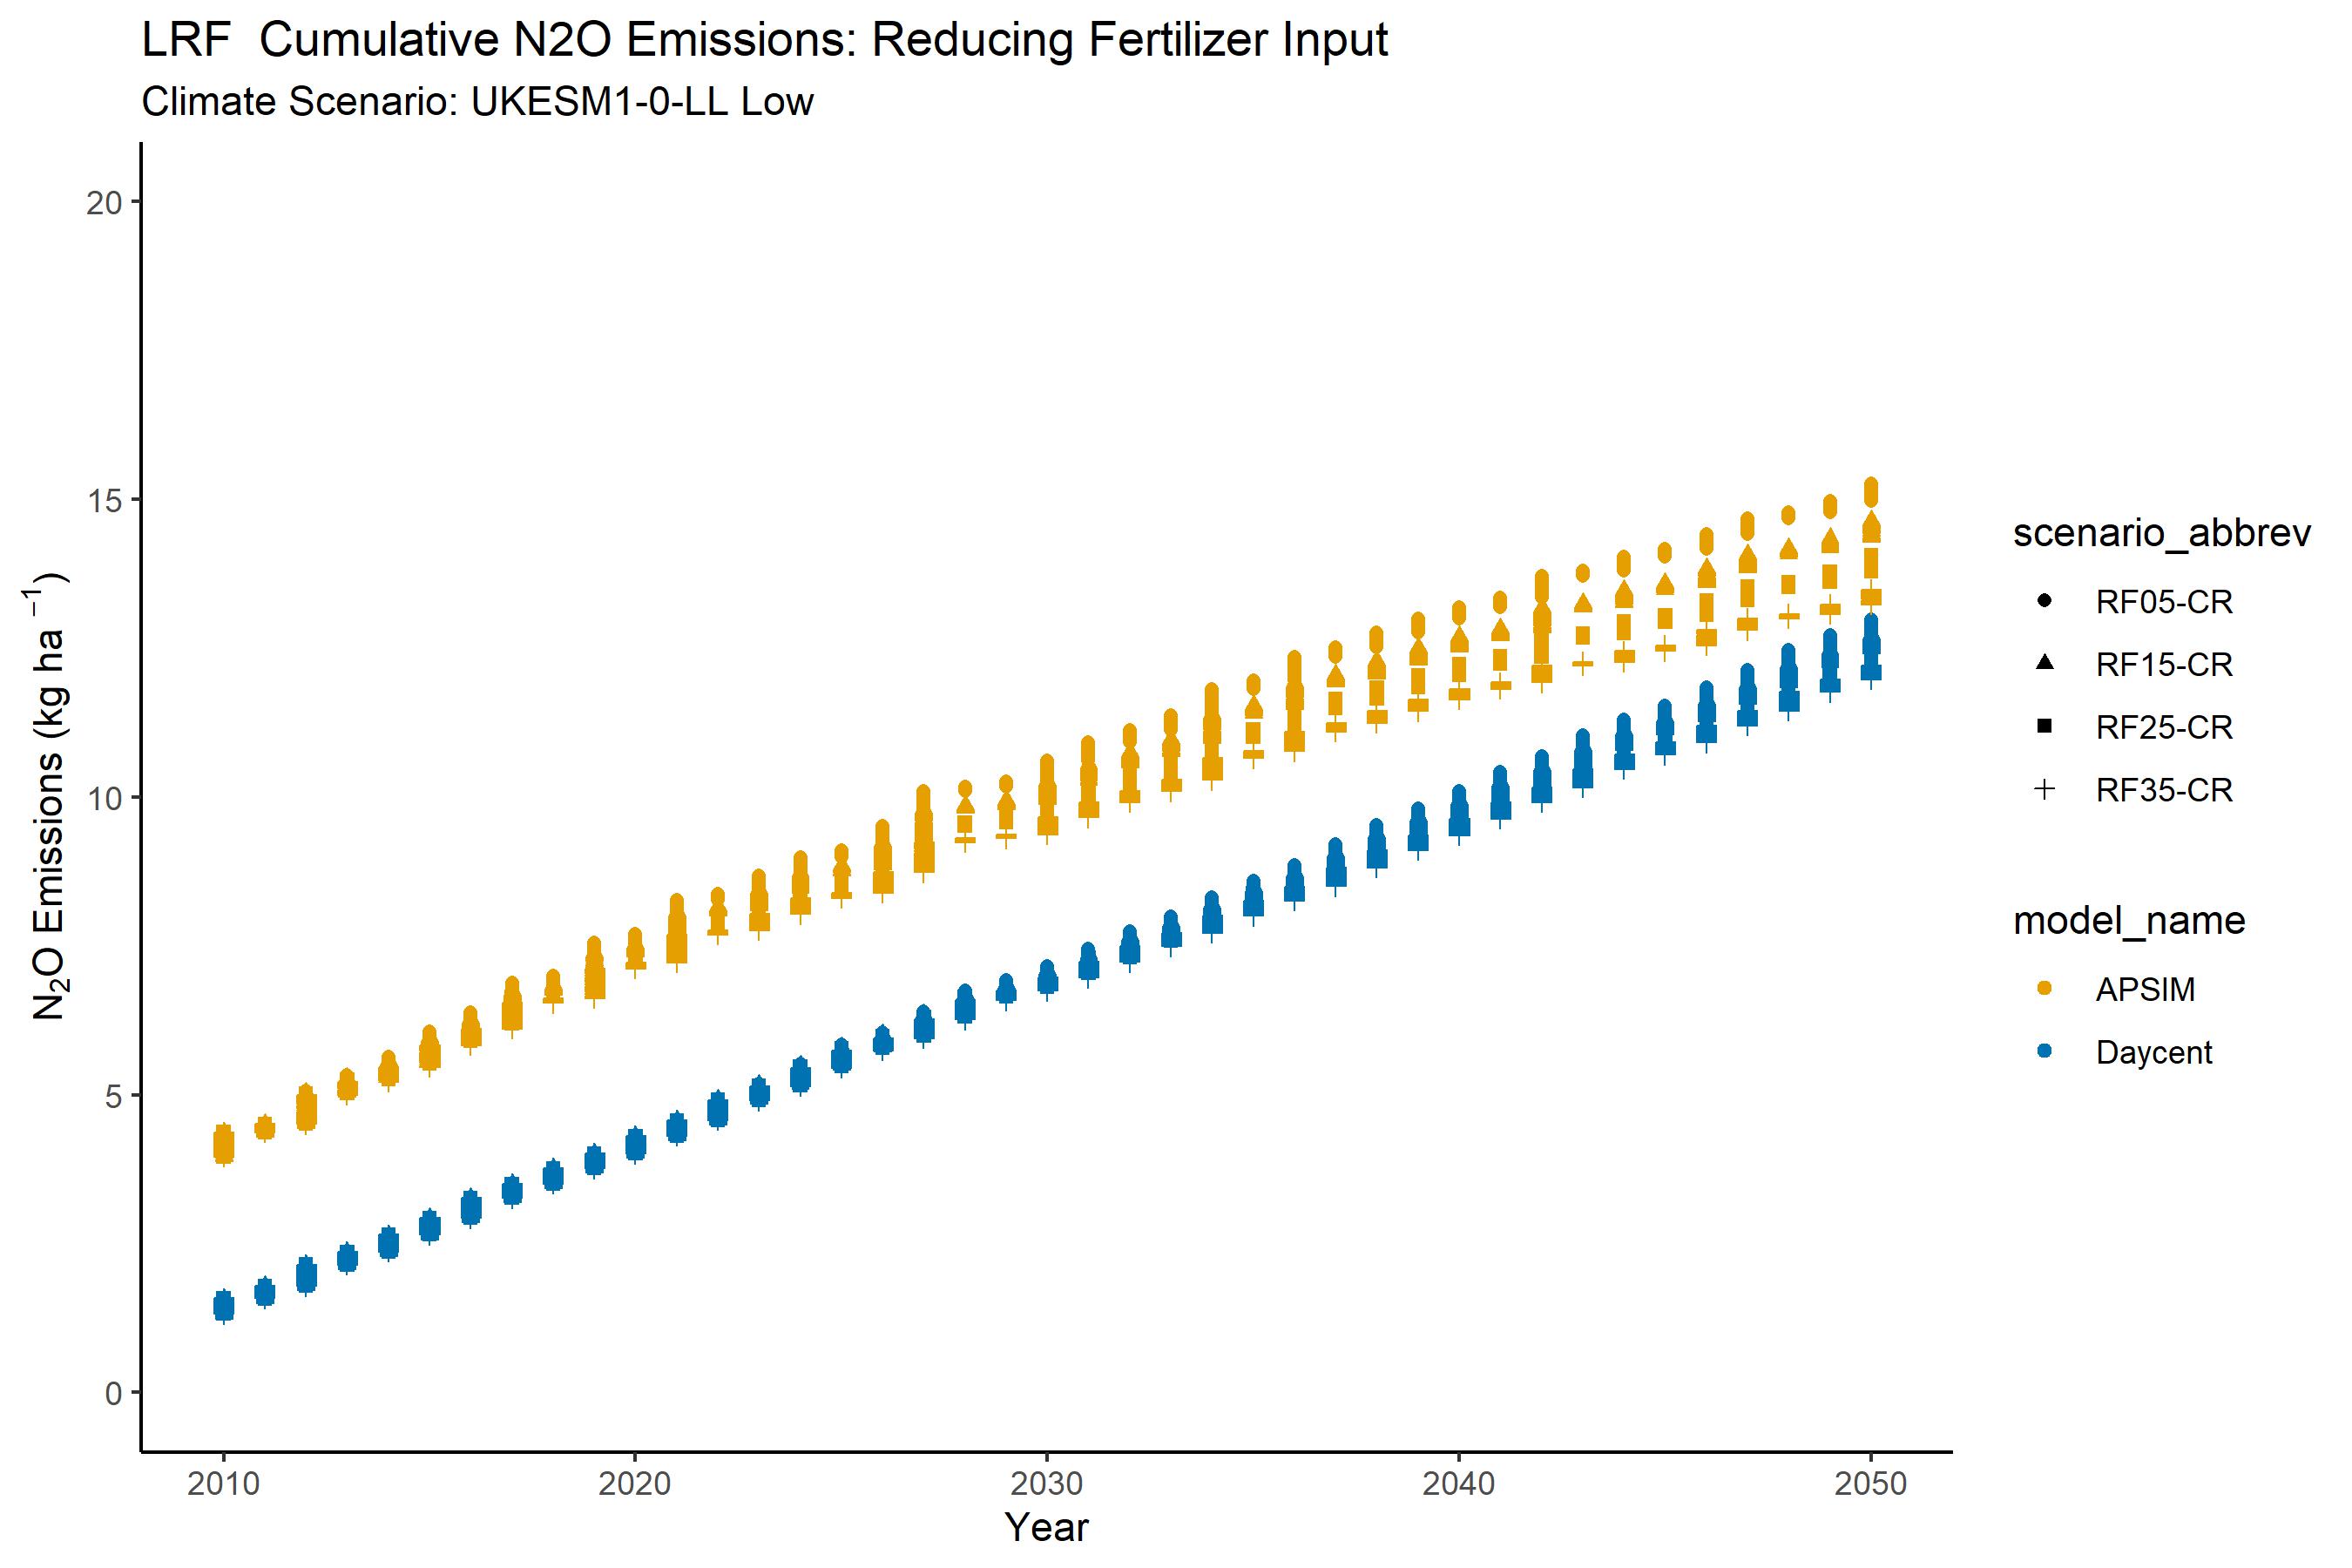 LRF  Cumulative N2O Emissions: Reducing Fertilizer Input
Climate Scenario: UKESM1-0-LL Low
N₂O Emissions (kg ha ⁻¹)
20
15
10
5
0
2010 2020 2030 2040 2050
Year
scenario_abbrev
RF05-CR
RF15-CR
RF25-CR
RF35-CR
model_name
APSIM
Daycent